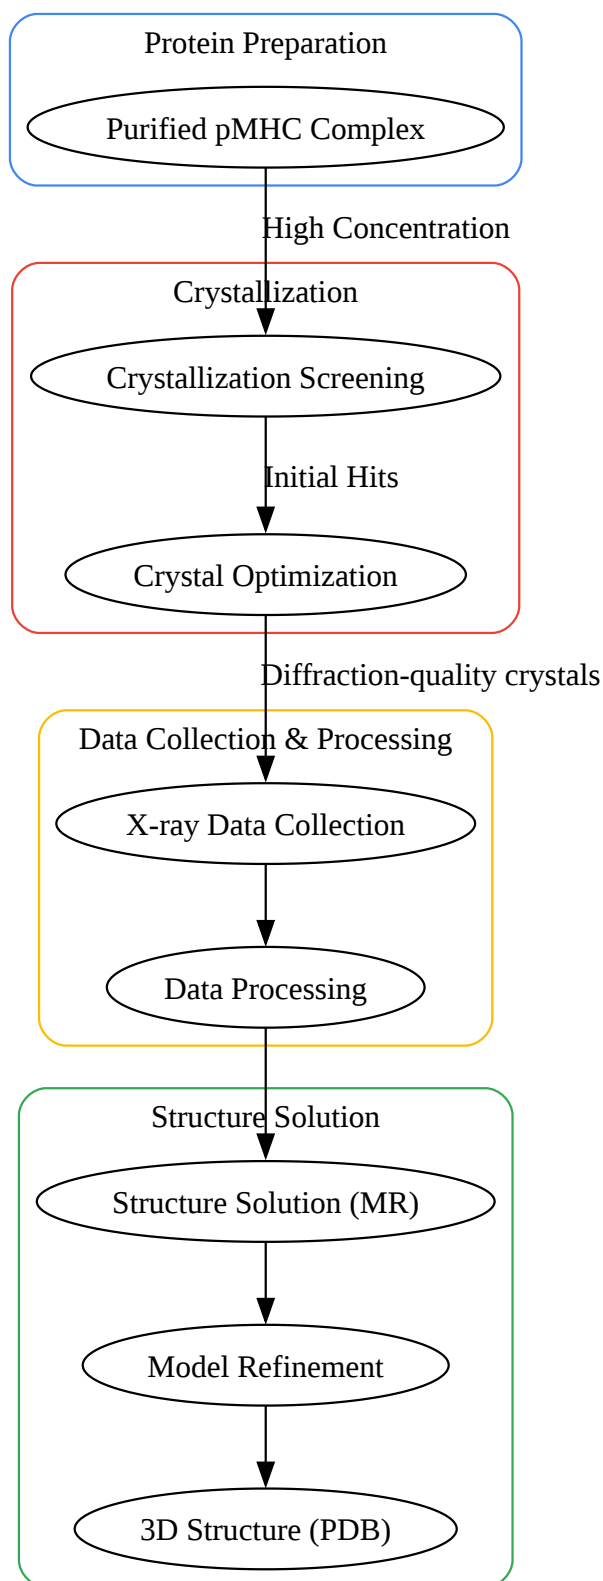 Protein Preparation
Purified pMHC Complex
High Concentration
Crystallization
Crystallization Screening
Initial Hits
Crystal Optimization
Diffraction-quality crystals
Data Collection & Processing
X-ray Data Collection
Data Processing
Structure Solution
Structure Solution (MR)
Model Refinement
3D Structure (PDB)